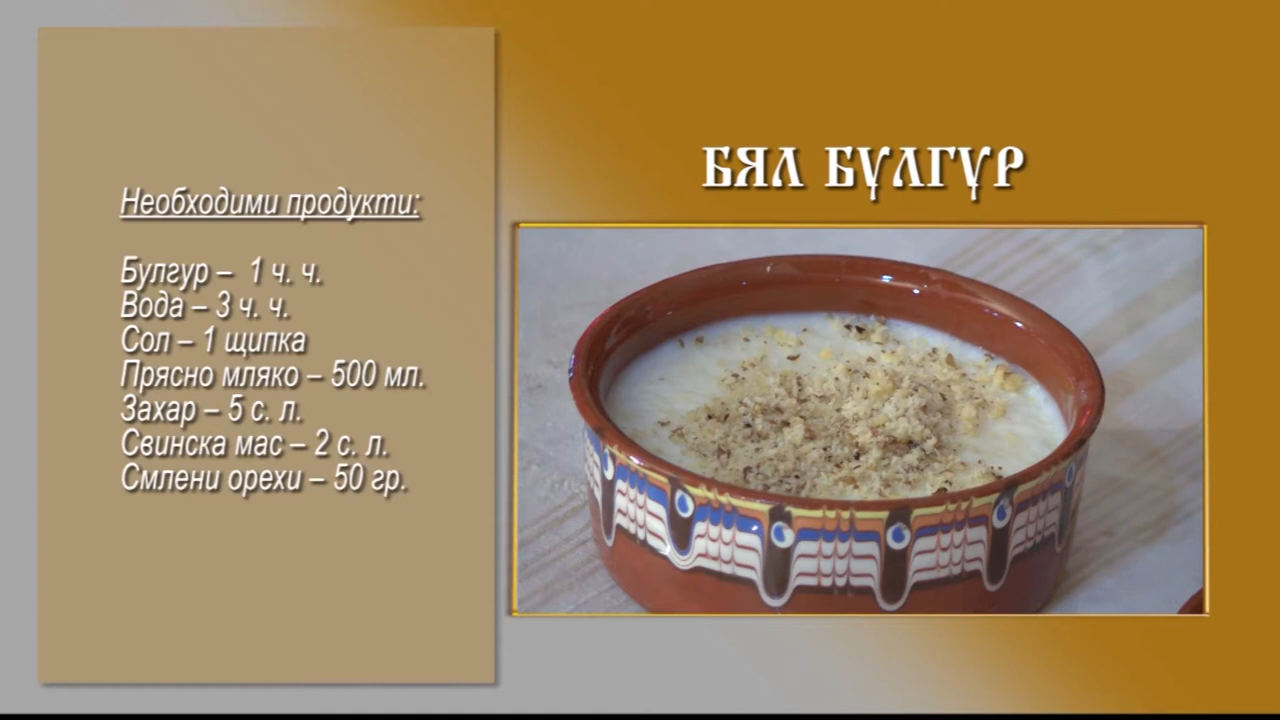 БЯЛ БУЛГУР
Необходими продукти:
Булгур – 1 ч. ч.
Вода – 3 ч. ч.
Сол – 1 щипка
Прясно мляко – 500 мл.
Захар – 5 с. л.
Свинска мас – 2 с. л.
Смлени орехи – 50 гр.